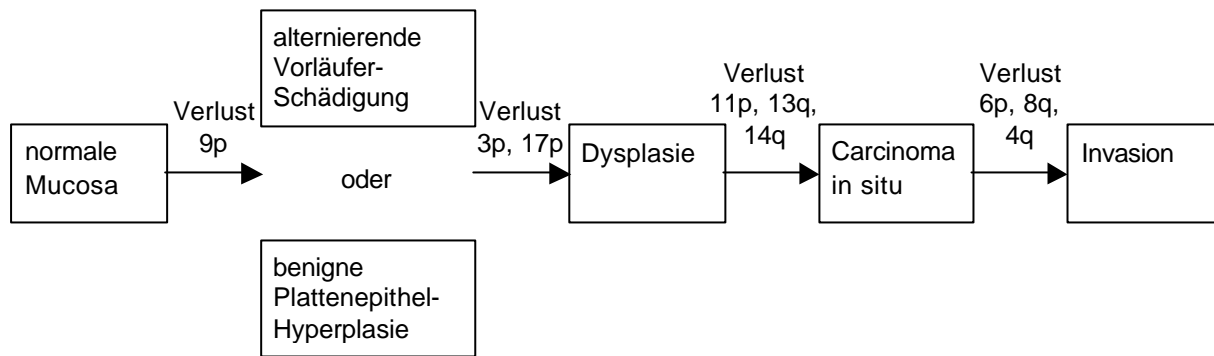 normale
Mucosa
Verlust
9p
alternierende
Vorläufer-
Schädigung
oder
benigne
Plattenepithel-
Hyperplasie
Verlust
3p, 17p
Dysplasie
Verlust
11p, 13q,
14q
Carcinoma
in situ
Verlust
6p, 8q,
4q
Invasion